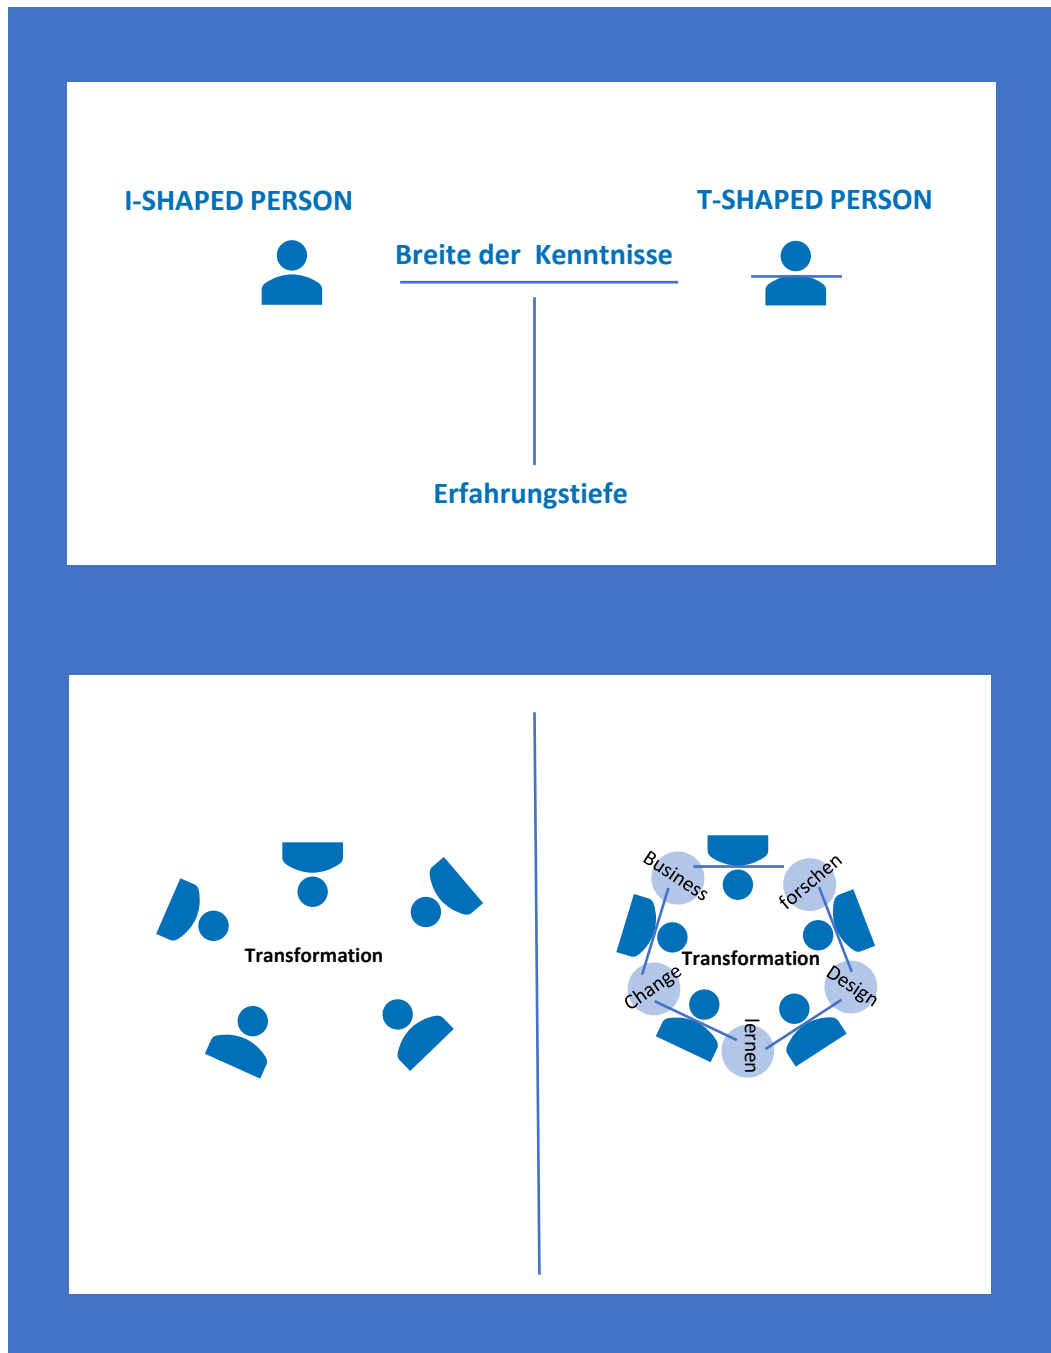 I-SHAPED PERSON
T-SHAPED PERSON
Breite der Kenntnisse
Erfahrungstiefe
Transformation
Business
forschen
Transformation
Change
Design
lernen